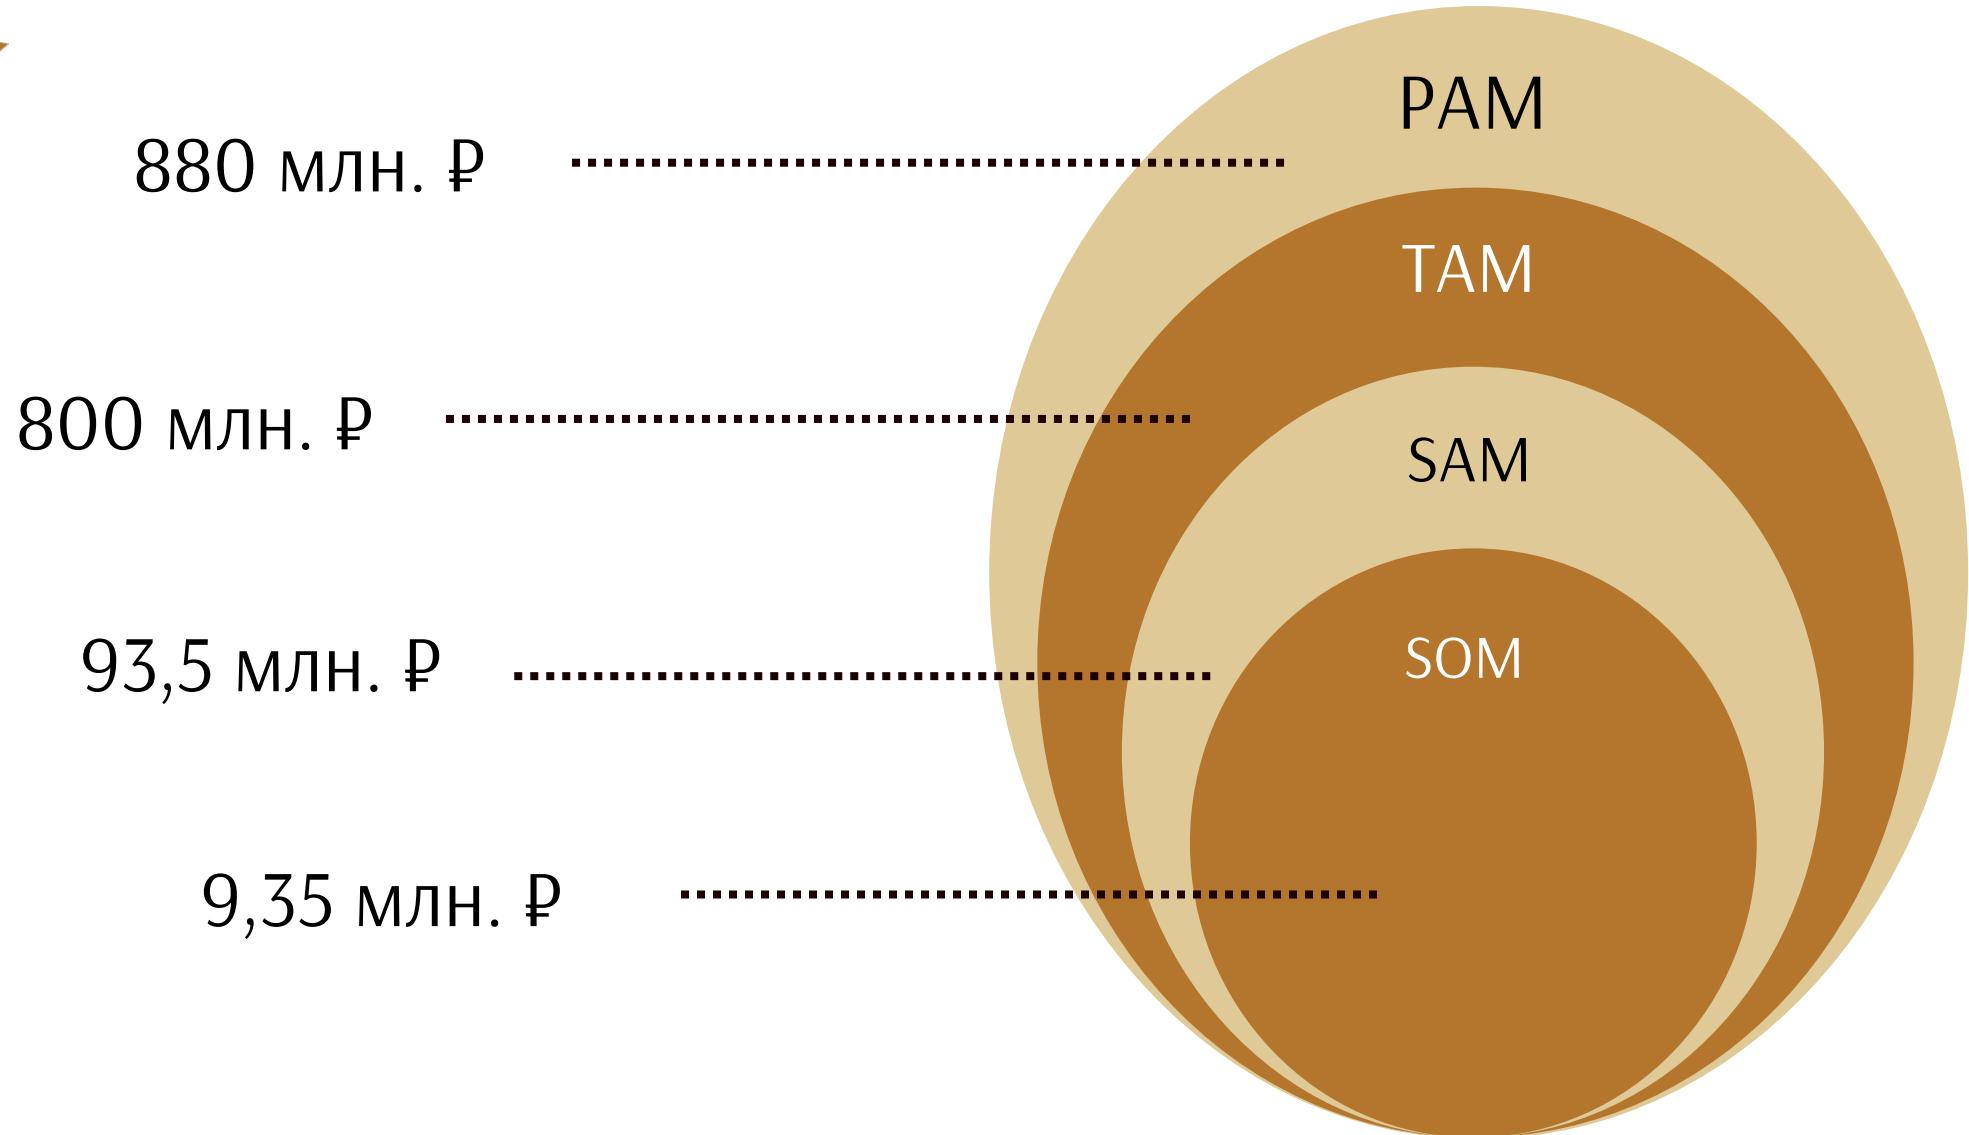 PAM
880 млн. ₽
TAM
800 млн. ₽
SAM
93,5 млн. ₽
SOM
9,35 млн. ₽